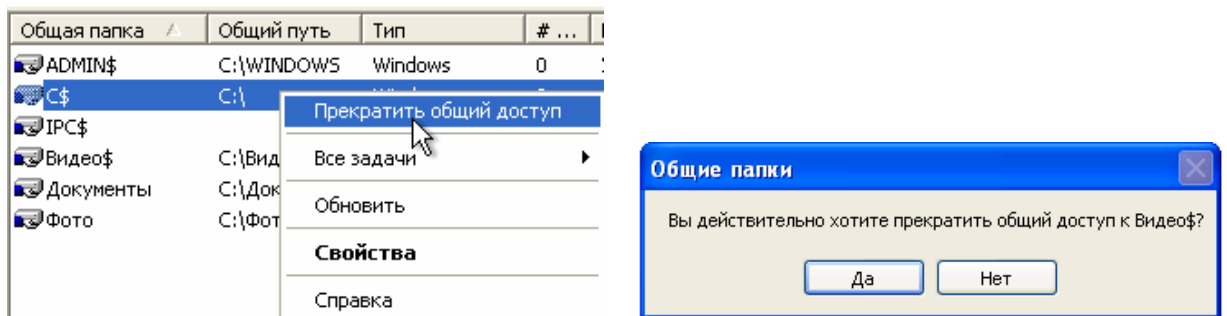 Общая папка Общий путь Тип # ...
ADMIN$ C:\WINDOWS Windows 0
C$ C:\
IPC$
Видео$ C:\Вид
Документы C:\Док
Фото C:\Фот
Прекратить общий доступ
Все задачи
Обновить
Свойства
Справка
Общие папки
Вы действительно хотите прекратить общий доступ к Видео$?
Да Нет